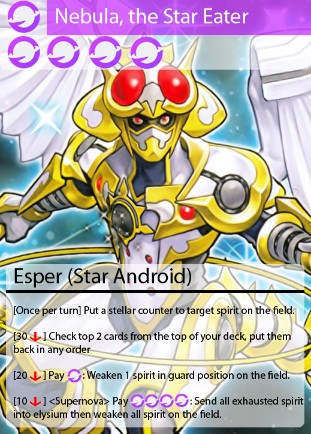 Nebula, the Star Eater
Esper (Star Android)
[Once per turn] Put a stellar counter to target spirit on the field.
[30 ] Check top 2 cards from the top of your deck, put them
back in any order
[20 ] Pay : Weaken 1 spirit in guard position on the field.
[10 ] <Supernova> Pay : Send all exhausted spirit
into elysium then weaken all spirit on the field.